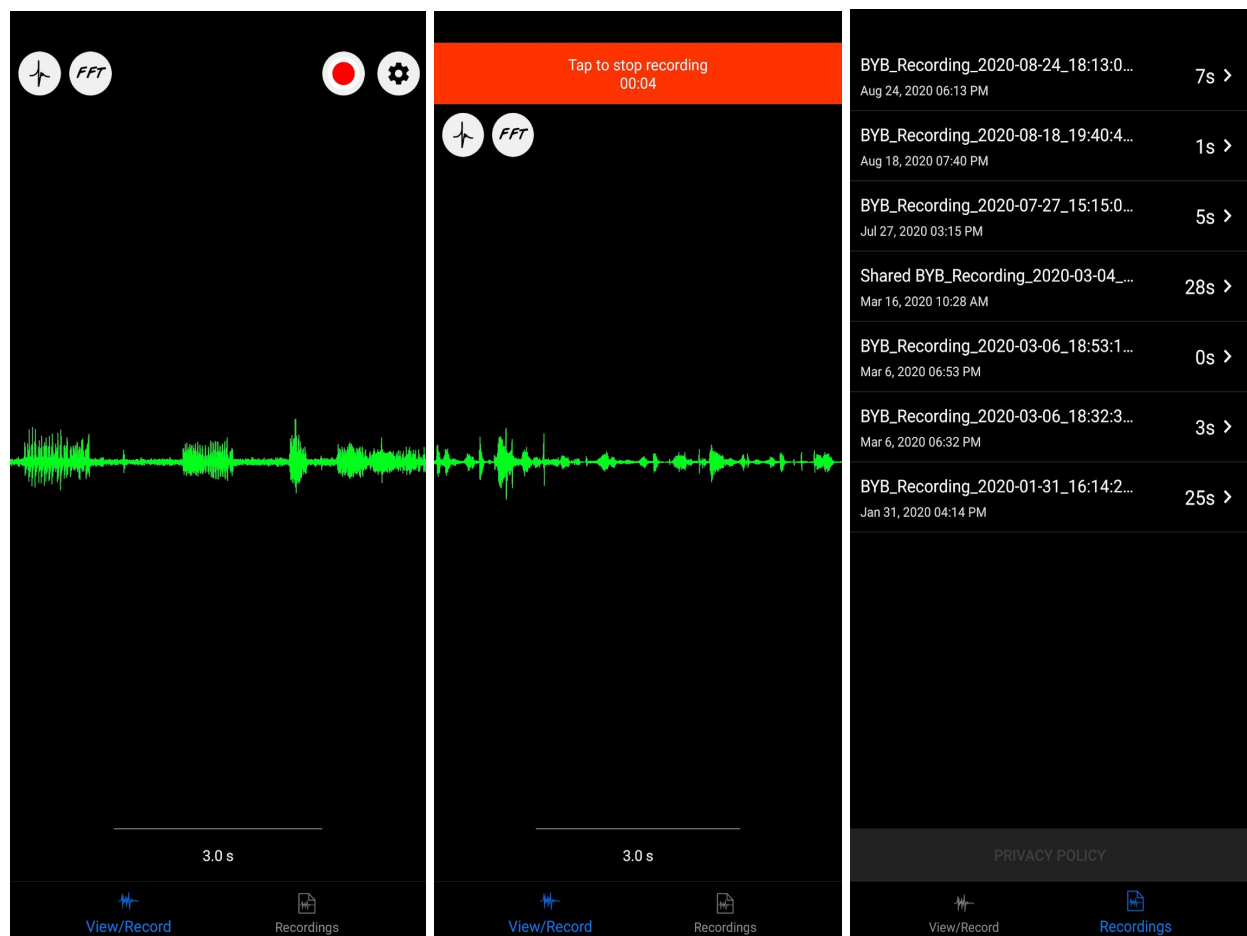 FFT
3.0 s
View/Record
Recordings
Tap to stop recording
00:04
FFT
3.0 s
View/Record
Recordings
BYB_Recording_2020-08-24_18:13:0...
Aug 24, 2020 06:13 PM
7s
BYB_Recording_2020-08-18_19:40:4...
Aug 18, 2020 07:40 PM
1s
BYB_Recording_2020-07-27_15:15:0...
Jul 27, 2020 03:15 PM
5s
Shared BYB_Recording_2020-03-04_...
Mar 16, 2020 10:28 AM
28s
BYB_Recording_2020-03-06_18:53:1...
Mar 6, 2020 06:53 PM
0s
BYB_Recording_2020-03-06_18:32:3...
Mar 6, 2020 06:32 PM
3s
BYB_Recording_2020-01-31_16:14:2...
Jan 31, 2020 04:14 PM
25s
PRIVACY POLICY
View/Record
Recordings